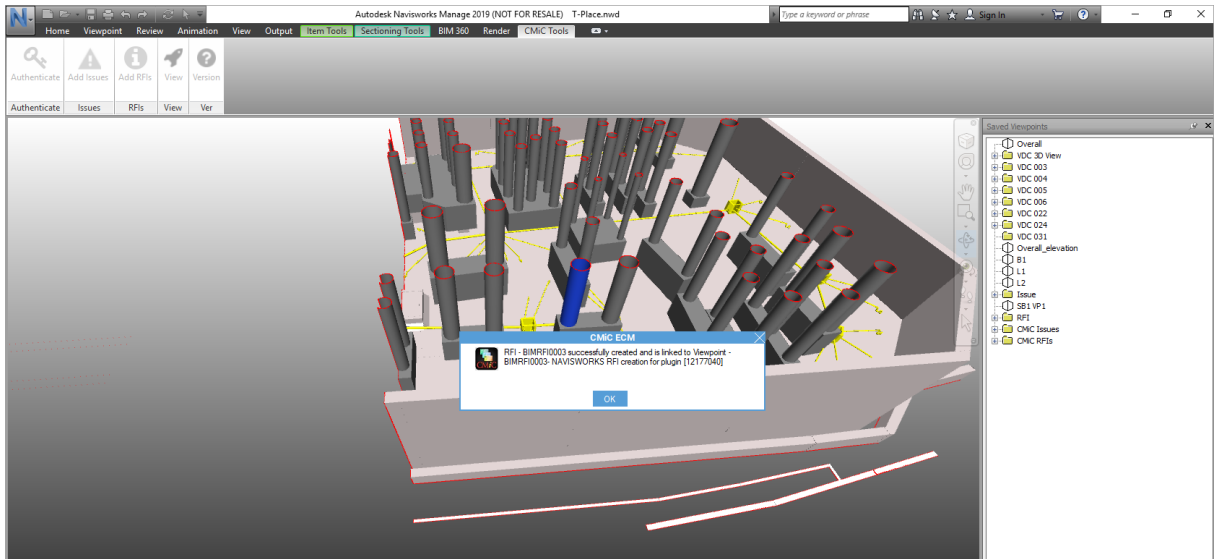 Autodesk Navisworks Manage 2019 (NOT FOR RESALE) T-Place.nwd
Type a keyword or phrase
Sign In
Home Viewpoint Review Animation View Output Item Tools Sectioning Tools BIM 360 Render CMiC Tools
Authenticate Add Issues Add RFIs View Version
Authenticate Issues RFIs View Ver
Saved Viewpoints
Overall
VDC 3D View
VDC 003
VDC 004
VDC 005
VDC 006
VDC 022
VDC 024
VDC 031
Overall_elevation
B1
L1
L2
Issue
SB1 VP1
RFI
CMiC Issues
CMiC RFIs
CMiC ECM
CMiC
RFI - BIMRFI0003 successfully created and is linked to Viewpoint -
BIMRFI0003- NAVISWORKS RFI creation for plugin [12177040]
OK